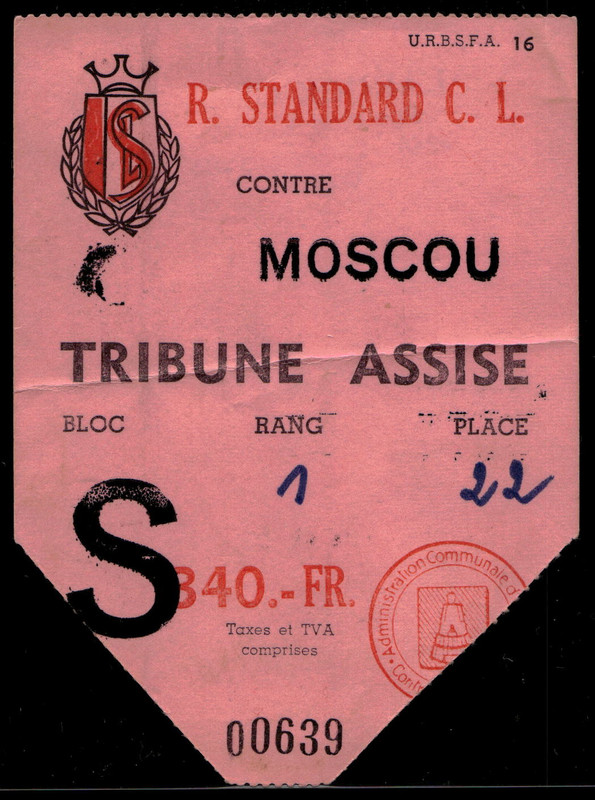 U.R.B.S.F.A. 16
R. STANDARD C. L.
CONTRE
MOSCOU
TRIBUNE ASSISE
BLOC RANG PLACE
S 1 22
340.- FR.
Taxes et TVA
comprises
Administration Communale
00639